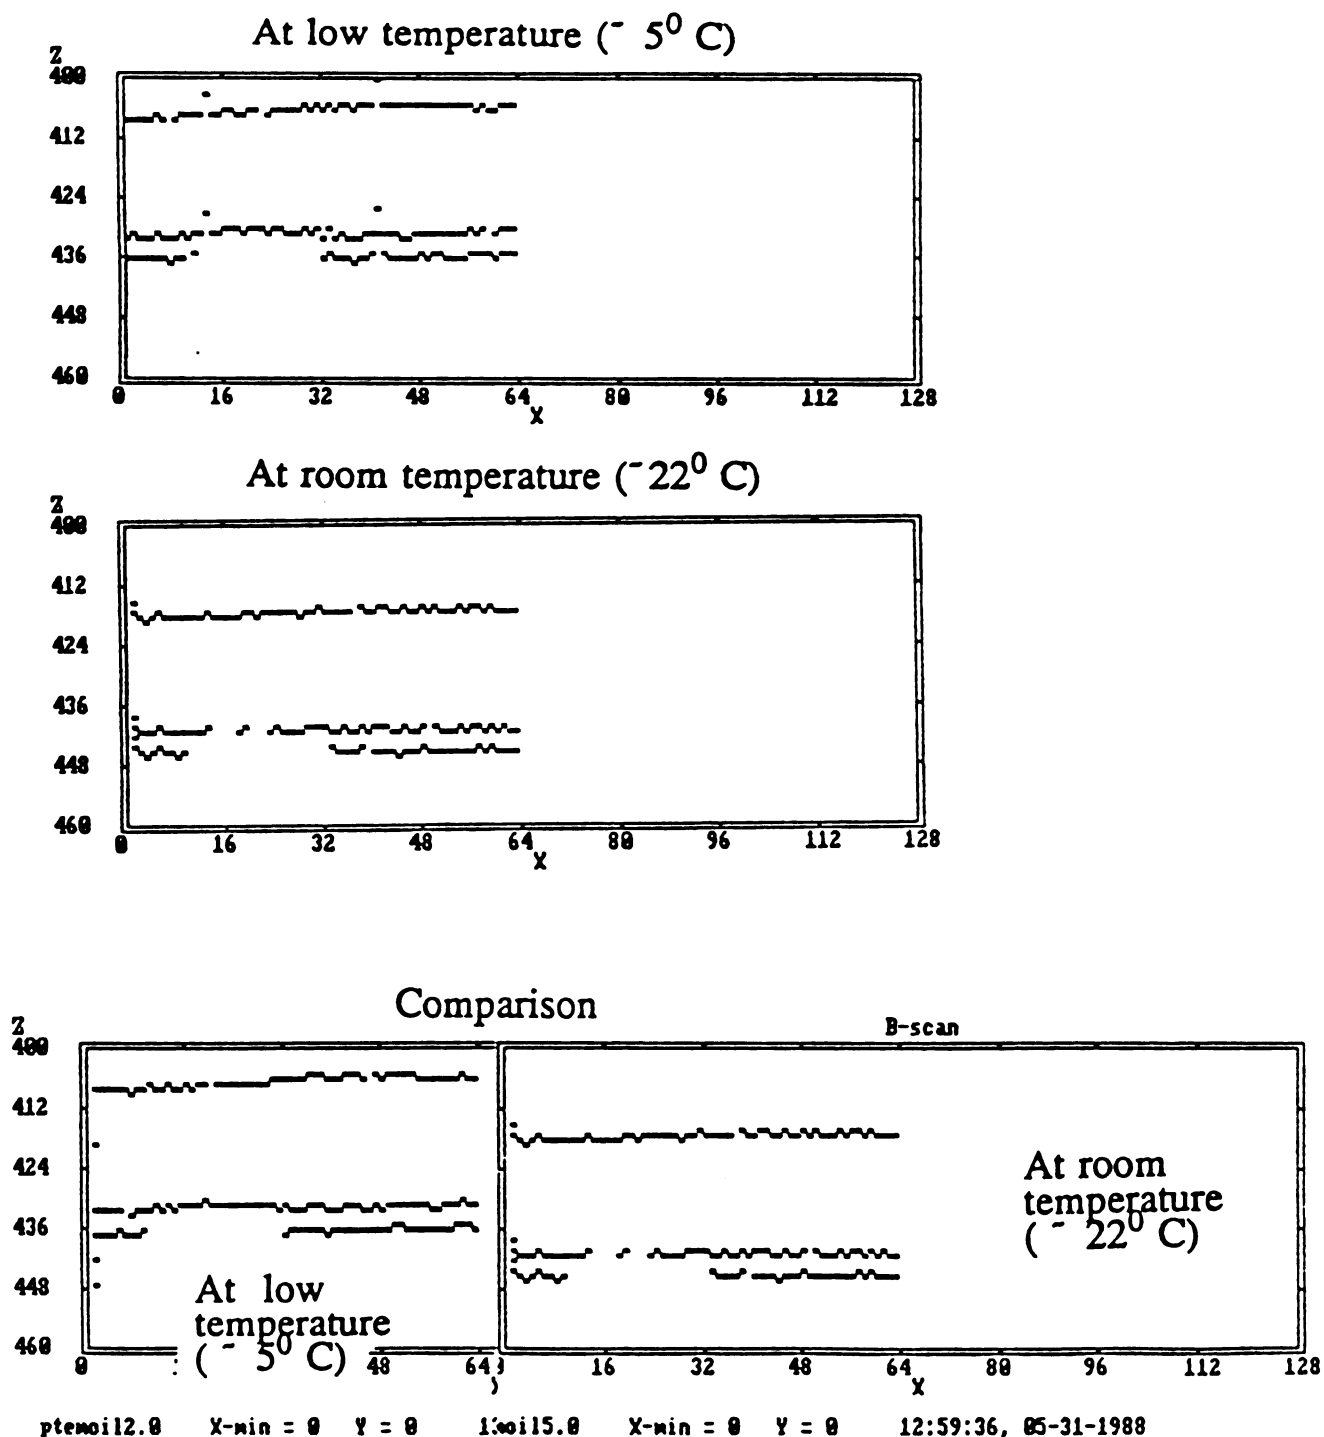 At low temperature (~ 5⁰ C)
Z
400
412
424
436
448
460
0 16 32 48 64 80 96 112 128
X
At room temperature (~22⁰ C)
Z
400
412
424
436
448
460
0 16 32 48 64 80 96 112 128
X
Comparison
Z
B-scan
400
412
424
436
448
460
At low
temperature
(~ 5⁰ C)
At room
temperature
(~ 22⁰ C)
0 48 64 16 32 48 64 80 96 112 128
X
ptemoil2.0 X-min = 0 Y = 0 X-min = 0 Y = 0 12:59:36, 05-31-1988